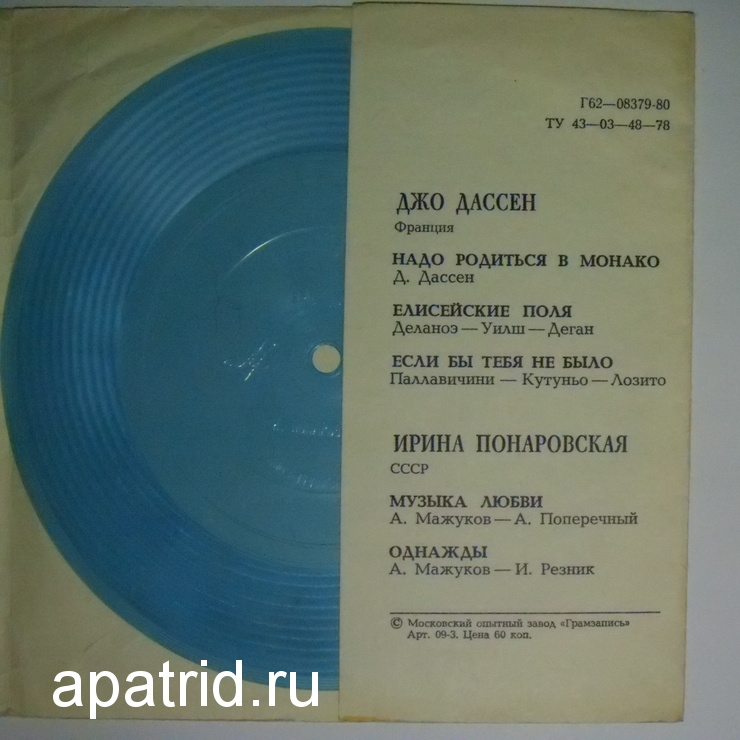 Г62—08379-80
ТУ 43—03—48—78
ДЖО ДАССЕН
Франция
НАДО РОДИТЬСЯ В МОНАКО
Д. Дассен
ЕЛИСЕЙСКИЕ ПОЛЯ
Деланоэ — Уилш — Деган
ЕСЛИ БЫ ТЕБЯ НЕ БЫЛО
Паллавичини — Кутуньо — Лозито
ИРИНА ПОНАРОВСКАЯ
СССР
МУЗЫКА ЛЮБВИ
А. Мажуков — А. Поперечный
ОДНАЖДЫ
А. Мажуков — И. Резник
© Московский опытный завод «Грамзапись»
Арт. 09-3. Цена 60 коп.
apatrid.ru